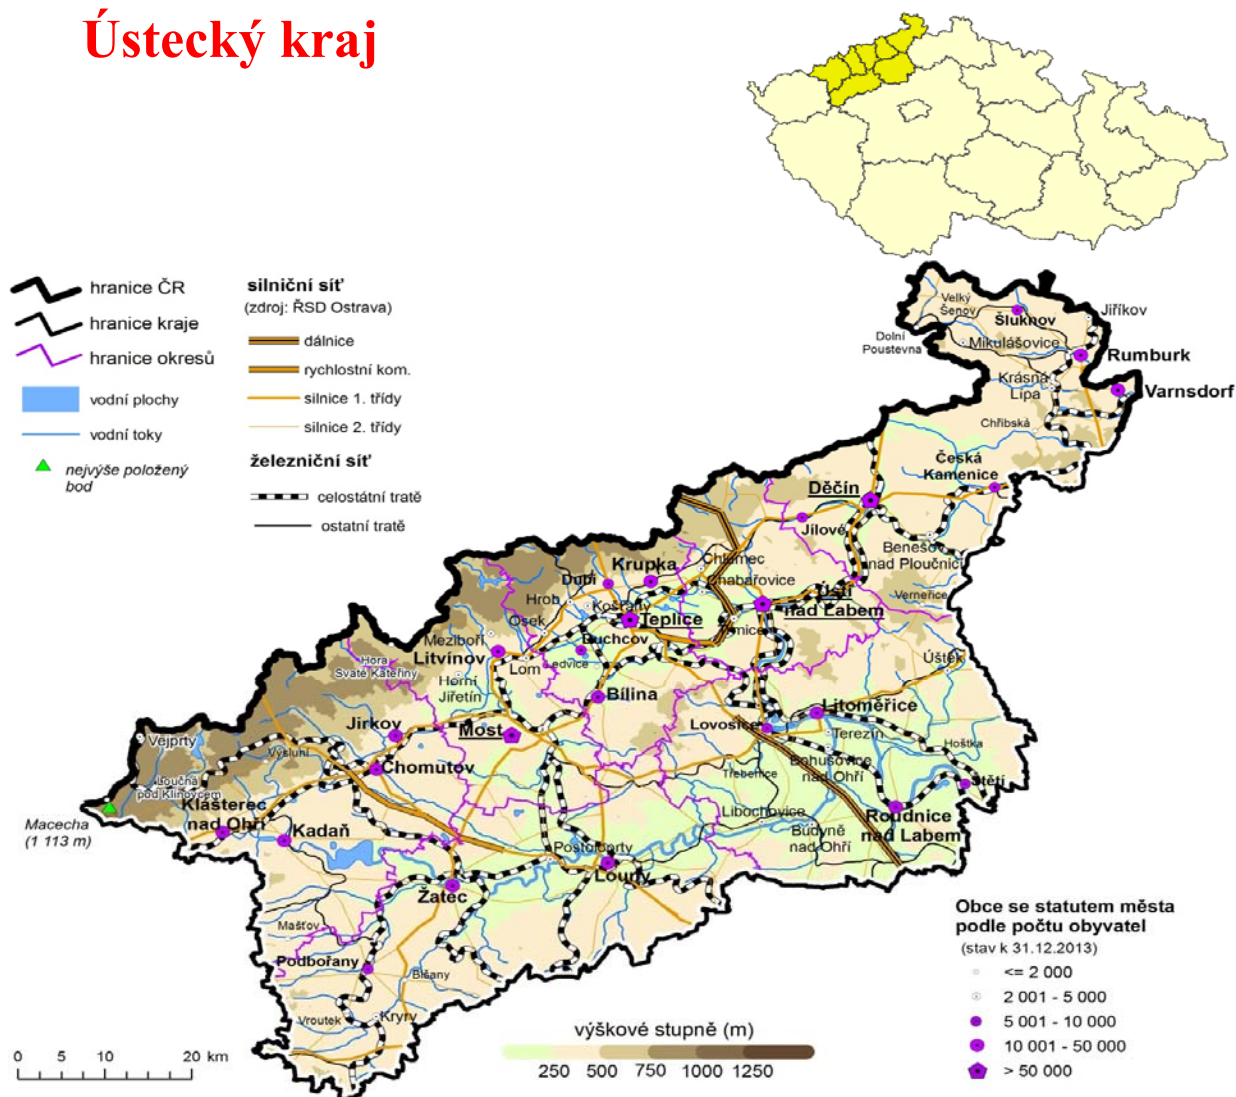 Ústecký kraj
hranice ČR
hranice kraje
hranice okresů
vodní plochy
vodní toky
nejvýše položený
bod
silniční síť
(zdroj: ŘSD Ostrava)
dálnice
rychlostní kom.
silnice 1. třídy
silnice 2. třídy
železniční síť
celostátní tratě
ostatní tratě
Velký
Šenov
Šluknov
Jiříkov
Dolní
Poustevna
Mikulášovice
Rumburk
Krásná
Lípa
Varnsdorf
Chřibská
Česká
Kamenice
Děčín
Jílové
Benešov
nad Ploučnicí
Chlumec
Krupka
Dubí
Chabařovice
Ústí
nad Labem
Verneřice
Hrob
Košťany
Teplice
Osek
Trmice
Duchcov
Meziboří
Litvínov
Lom
Ledvice
Úštěk
Hora
Svaté Kateřiny
Horní
Jiřetín
Bílina
Litoměřice
Jirkov
Most
Lovosice
Terezín
Hoštka
Vejprty
Výsluní
Chomutov
Bohušovice
nad Ohří
Třebenice
Štětí
Loučná
pod Klínovcem
Klášterec
nad Ohří
Kadaň
Libochovice
Roudnice
nad Labem
Budyně
nad Ohří
Macecha
(1 113 m)
Postoloprty
Louny
Žatec
Mašťov
Podbořany
Blšany
Vroutek
Kryry
Obce se statutem města
podle počtu obyvatel
(stav k 31.12.2013)
<= 2 000
2 001 - 5 000
5 001 - 10 000
10 001 - 50 000
> 50 000
výškové stupně (m)
250 500 750 1000 1250
0 5 10 20 km